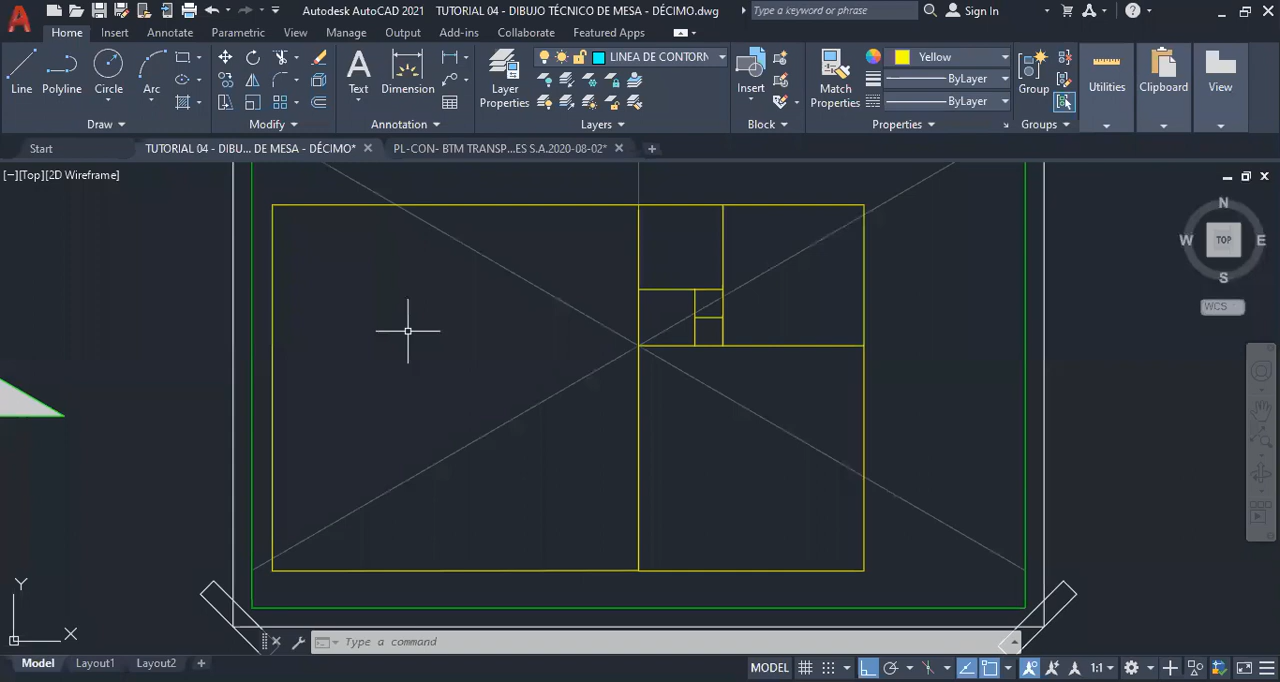 A Autodesk AutoCAD 2021 TUTORIAL 04 - DIBUJO TÉCNICO DE MESA - DÉCIMO.dwg Type a keyword or phrase Sign In ?
Home Insert Annotate Parametric View Manage Output Add-ins Collaborate Featured Apps
LINEA DE CONTORN Yellow
ByLayer
ByLayer
Line Polyline Circle Arc Text Dimension Layer Properties Insert Match Properties Group Utilities Clipboard View
Draw Modify Annotation Layers Block Properties Groups
Start TUTORIAL 04 - DIBU... DE MESA - DÉCIMO* PL-CON- BTM TRANSP...ES S.A.2020-08-02*
[−][Top][2D Wireframe]
N
W TOP E
S
WCS
Y
X
Type a command
Model Layout1 Layout2 + MODEL 1:1